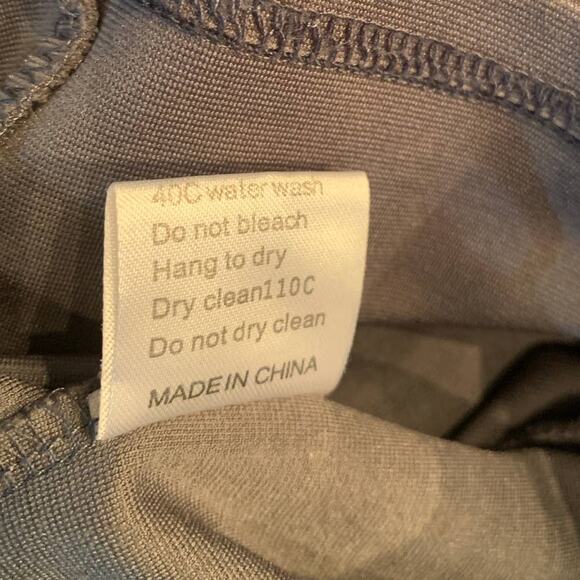 40C water wash
Do not bleach
Hang to dry
Dry clean110C
Do not dry clean
MADE IN CHINA